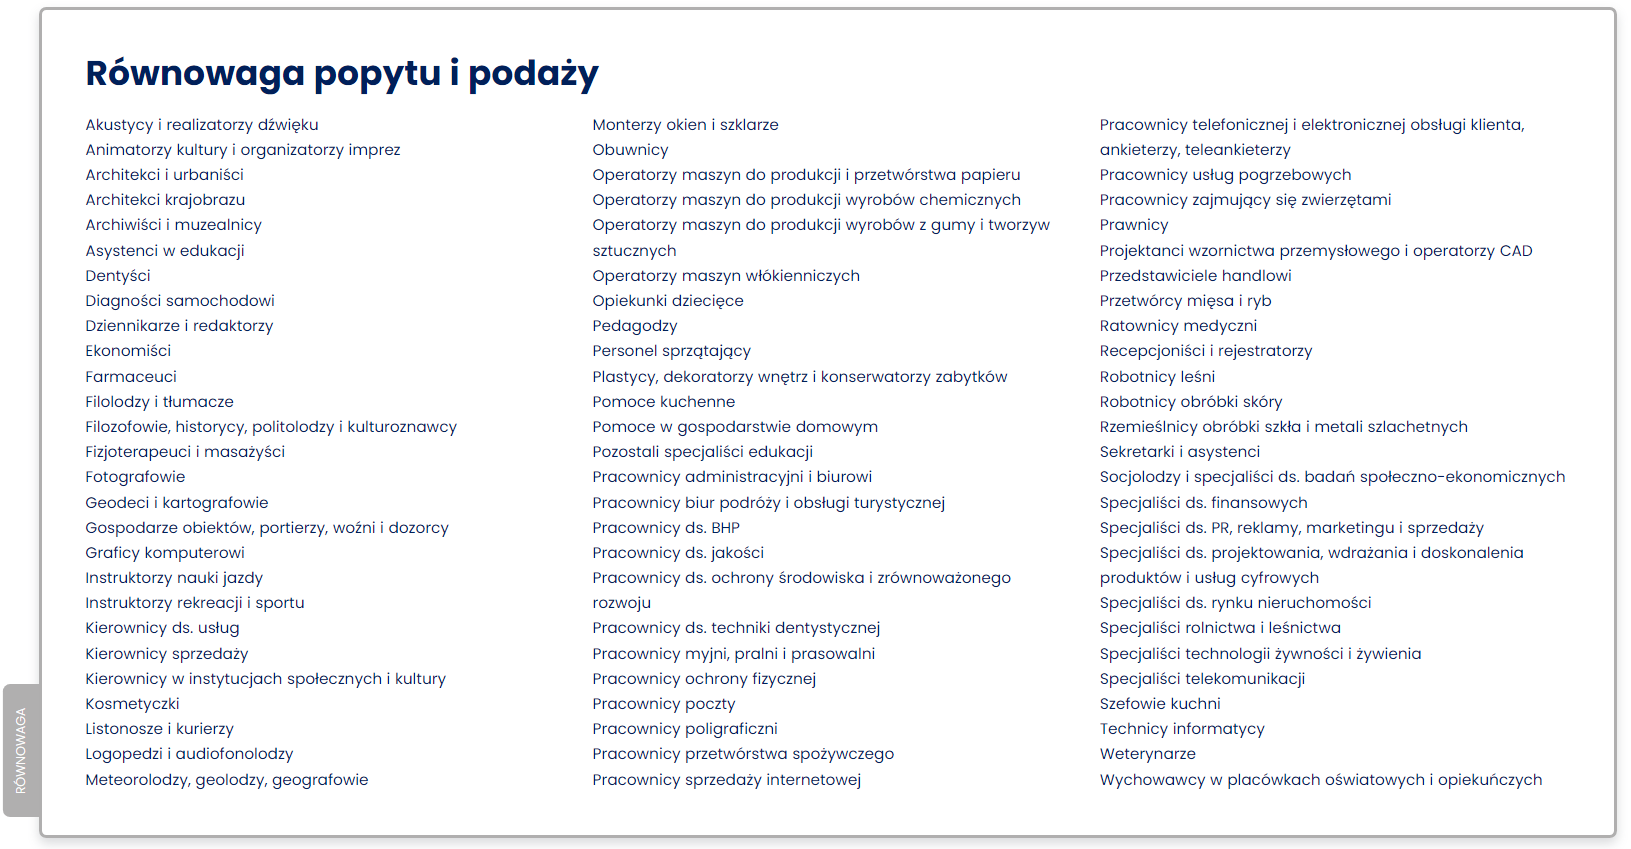 Równowaga popytu i podaży
Akustycy i realizatorzy dźwięku
Animatorzy kultury i organizatorzy imprez
Architekci i urbaniści
Architekci krajobrazu
Archiwiści i muzealnicy
Asystenci w edukacji
Dentyści
Diagności samochodowi
Dziennikarze i redaktorzy
Ekonomiści
Farmaceuci
Filolodzy i tłumacze
Filozofowie, historycy, politolodzy i kulturoznawcy
Fizjoterapeuci i masażyści
Fotografowie
Geodeci i kartografowie
Gospodarze obiektów, portierzy, woźni i dozorcy
Graficy komputerowi
Instruktorzy nauki jazdy
Instruktorzy rekreacji i sportu
Kierownicy ds. usług
Kierownicy sprzedaży
Kierownicy w instytucjach społecznych i kultury
Kosmetyczki
Listonosze i kurierzy
Logopedzi i audiofonolodzy
Meteorolodzy, geolodzy, geografowie
Monterzy okien i szklarze
Obuwnicy
Operatorzy maszyn do produkcji i przetwórstwa papieru
Operatorzy maszyn do produkcji wyrobów chemicznych
Operatorzy maszyn do produkcji wyrobów z gumy i tworzyw
sztucznych
Operatorzy maszyn włókienniczych
Opiekunki dziecięce
Pedagodzy
Personel sprzątający
Plastycy, dekoratorzy wnętrz i konserwatorzy zabytków
Pomoce kuchenne
Pomoce w gospodarstwie domowym
Pozostali specjaliści edukacji
Pracownicy administracyjni i biurowi
Pracownicy biur podróży i obsługi turystycznej
Pracownicy ds. BHP
Pracownicy ds. jakości
Pracownicy ds. ochrony środowiska i zrównoważonego
rozwoju
Pracownicy ds. techniki dentystycznej
Pracownicy myjni, pralni i prasowalni
Pracownicy ochrony fizycznej
Pracownicy poczty
Pracownicy poligraficzni
Pracownicy przetwórstwa spożywczego
Pracownicy sprzedaży internetowej
Pracownicy telefonicznej i elektronicznej obsługi klienta,
ankieterzy, teleankieterzy
Pracownicy usług pogrzebowych
Pracownicy zajmujący się zwierzętami
Prawnicy
Projektanci wzornictwa przemysłowego i operatorzy CAD
Przedstawiciele handlowi
Przetwórcy mięsa i ryb
Ratownicy medyczni
Recepcjoniści i rejestratorzy
Robotnicy leśni
Robotnicy obróbki skóry
Rzemieślnicy obróbki szkła i metali szlachetnych
Sekretarki i asystenci
Socjolodzy i specjaliści ds. badań społeczno-ekonomicznych
Specjaliści ds. finansowych
Specjaliści ds. PR, reklamy, marketingu i sprzedaży
Specjaliści ds. projektowania, wdrażania i doskonalenia
produktów i usług cyfrowych
Specjaliści ds. rynku nieruchomości
Specjaliści rolnictwa i leśnictwa
Specjaliści technologii żywności i żywienia
Specjaliści telekomunikacji
Szefowie kuchni
Technicy informatycy
Weterynarze
Wychowawcy w placówkach oświatowych i opiekuńczych
RÓWNOWAGA